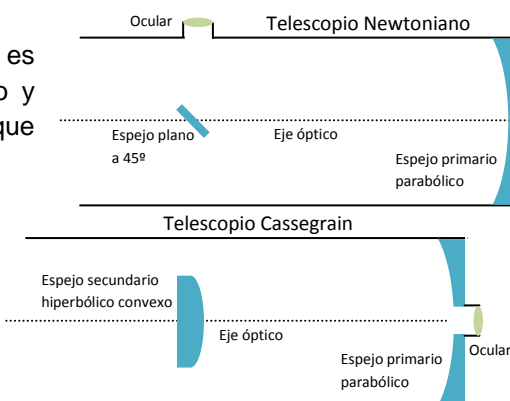 es
o y
que
Ocular
Telescopio Newtoniano
Espejo plano
a 45º
Eje óptico
Espejo primario
parabólico
Telescopio Cassegrain
Espejo secundario
hiperbólico convexo
Eje óptico
Espejo primario
parabólico
Ocular